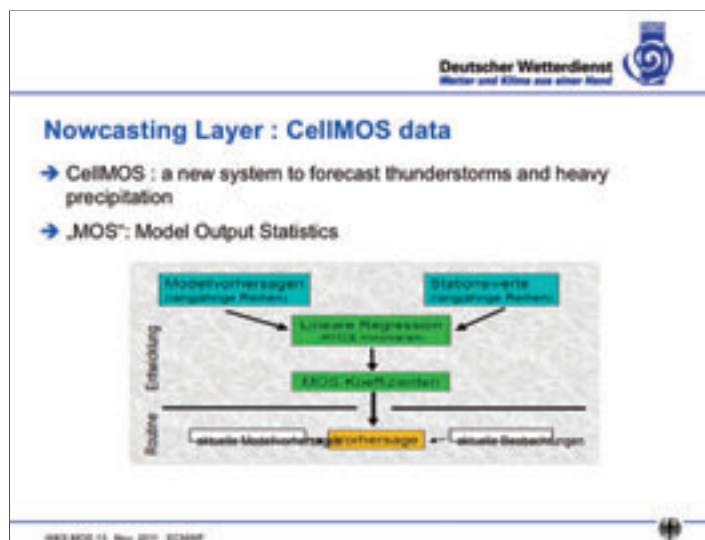 Deutscher Wetterdienst
Wetter und Klima aus einer Hand
Nowcasting Layer : CellMOS data
CellMOS : a new system to forecast thunderstorms and heavy
precipitation
„MOS“: Model Output Statistics
Modellvorhersagen
(langjährige Reihen)
Stationswerte
(langjährige Reihen)
Lineare Regression
MOS Koeffizienten
Entwicklung
Routine
aktuelle Modellvorhersage
Vorhersage
aktuelle Beobachtungen
2011 ECMWF